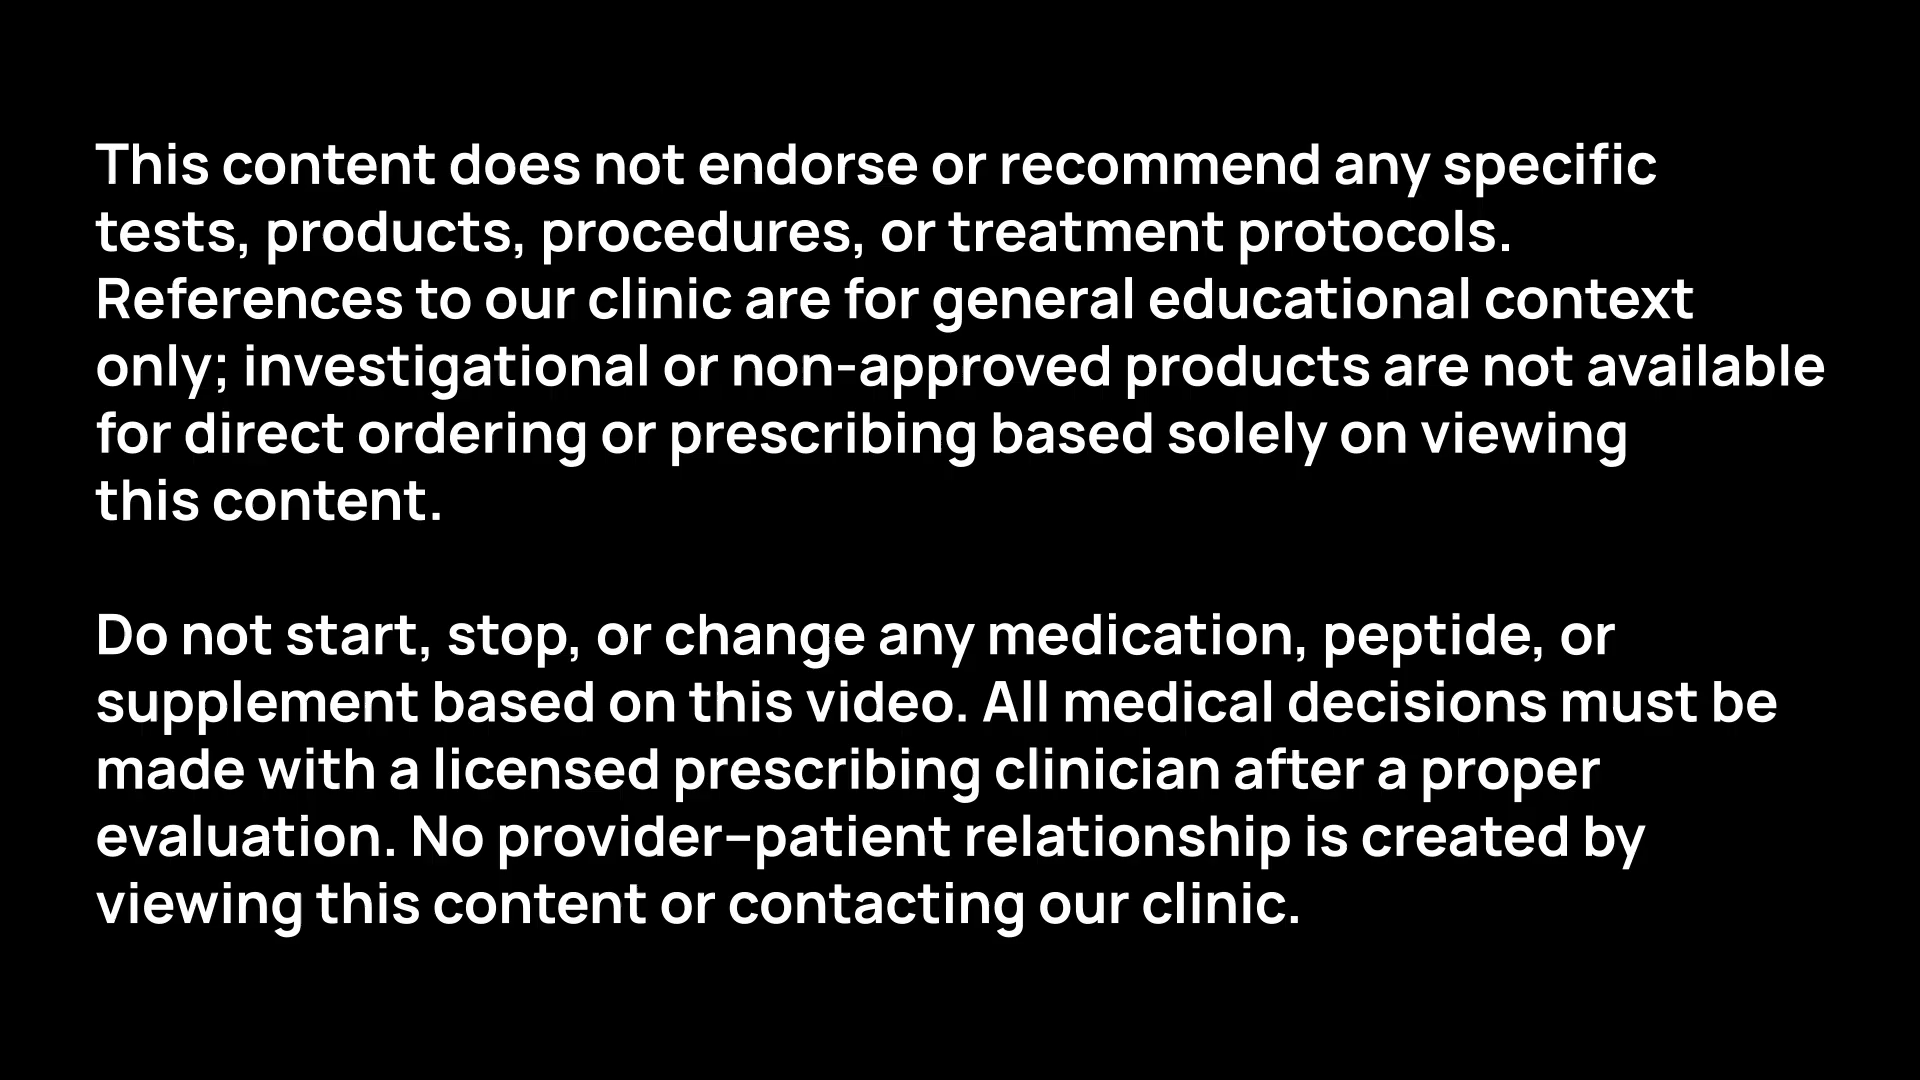 This content does not endorse or recommend any specific
tests, products, procedures, or treatment protocols.
References to our clinic are for general educational context
only; investigational or non-approved products are not available
for direct ordering or prescribing based solely on viewing
this content.
Do not start, stop, or change any medication, peptide, or
supplement based on this video. All medical decisions must be
made with a licensed prescribing clinician after a proper
evaluation. No provider–patient relationship is created by
viewing this content or contacting our clinic.